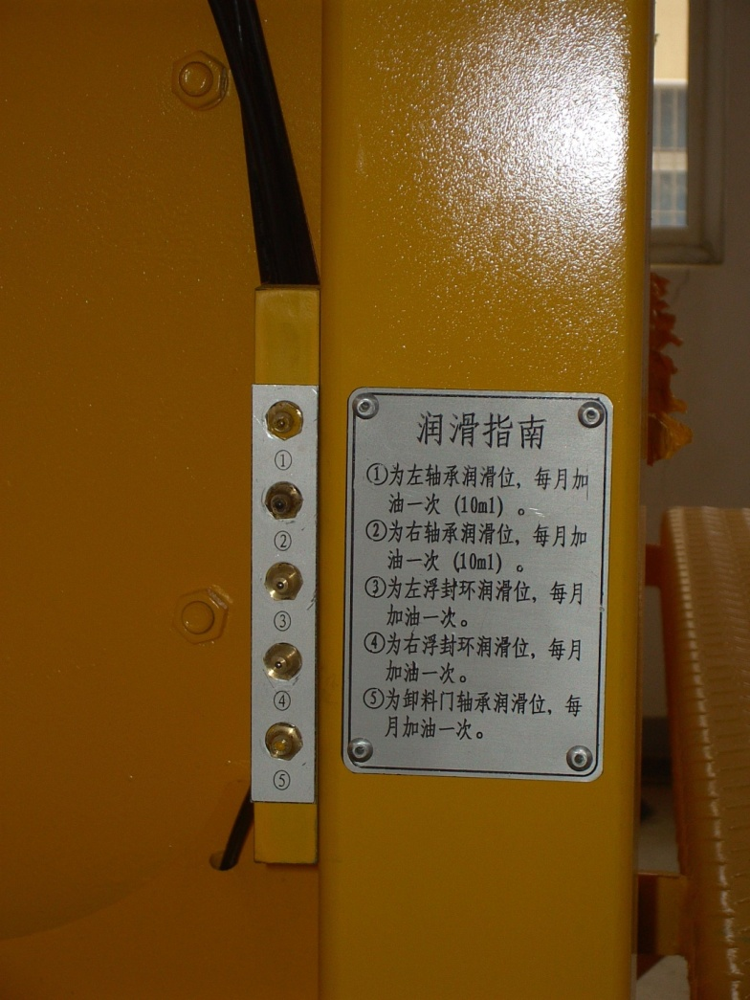 ①
②
③
④
⑤
润滑指南
①为左轴承润滑位，每月加
油一次（10ml）。
②为右轴承润滑位，每月加
油一次（10ml）。
③为左浮封环润滑位，每月
加油一次。
④为右浮封环润滑位，每月
加油一次。
⑤为卸料门轴承润滑位，每
月加油一次。